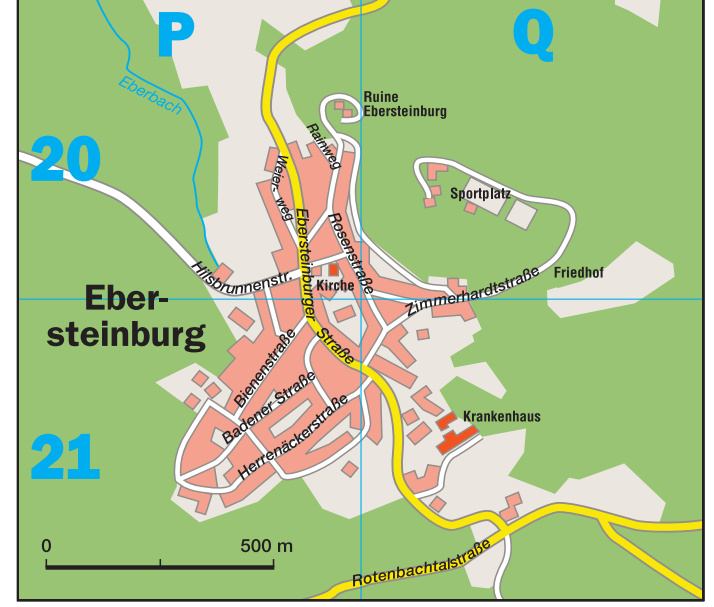 P
Q
Eberbach
Ruine
Ebersteinburg
20
Rainweg
Weier-
weg
Sportplatz
Ebersteinburger Straße
Rosenstraße
Hilsbrunnenstr.
Kirche
Friedhof
Zimmerhardtstraße
Eber-
steinburg
Bienenstraße
Badener Straße
Herrenäckerstraße
Krankenhaus
21
0
500 m
Rotenbachtalstraße